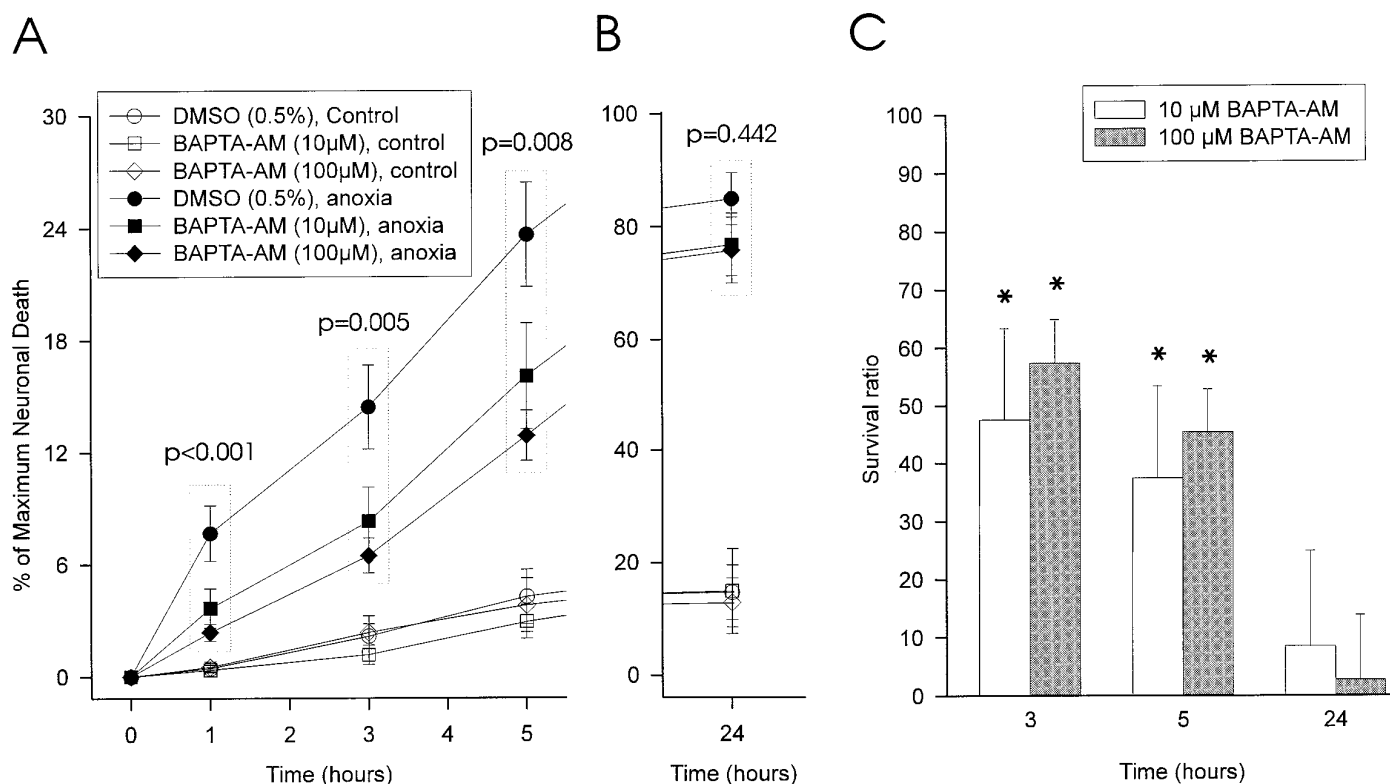 A
B
C
DMSO (0.5%), Control
BAPTA-AM (10µM), control
BAPTA-AM (100µM), control
DMSO (0.5%), anoxia
BAPTA-AM (10µM), anoxia
BAPTA-AM (100µM), anoxia
% of Maximum Neuronal Death
30
24
18
12
6
0
p<0.001
p=0.005
p=0.008
0 1 2 3 4 5
Time (hours)
100
80
60
40
20
0
p=0.442
24
Time (hours)
10 µM BAPTA-AM
100 µM BAPTA-AM
Survival ratio
100
90
80
70
60
50
40
30
20
10
0
* *
* *
3 5 24
Time (hours)